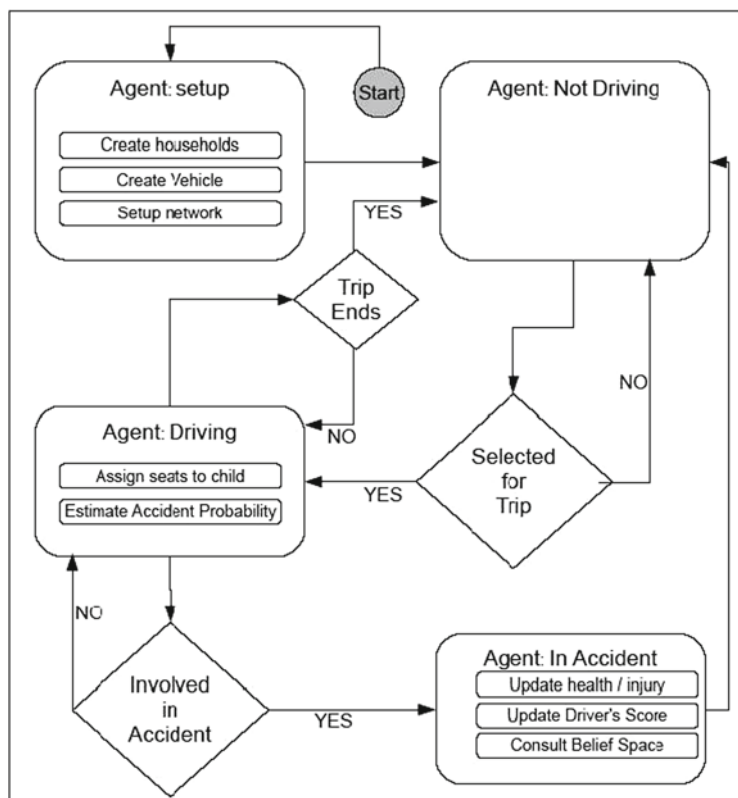 Start
Agent: setup
Create households
Create Vehicle
Setup network
Agent: Not Driving
YES
Trip
Ends
NO
NO
Agent: Driving
Assign seats to child
Estimate Accident Probability
YES
Selected
for
Trip
NO
Involved
in
Accident
YES
Agent: In Accident
Update health / injury
Update Driver's Score
Consult Belief Space